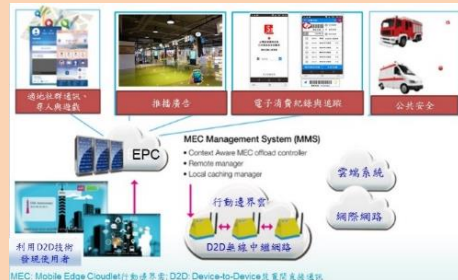 適地社群通訊、
尋人與遊戲
推播廣告
電子消費紀錄與追蹤
公共安全
EPC
MEC Management System (MMS)
• Context Aware MEC offload controller
• Remote manager
• Local caching manager
雲端系統
網際網路
行動邊界雲
D2D無線中繼網路
利用D2D技術
發現使用者
MEC: Mobile Edge Cloudlet行動邊界雲; D2D: Device-to-Device裝置間直接通訊